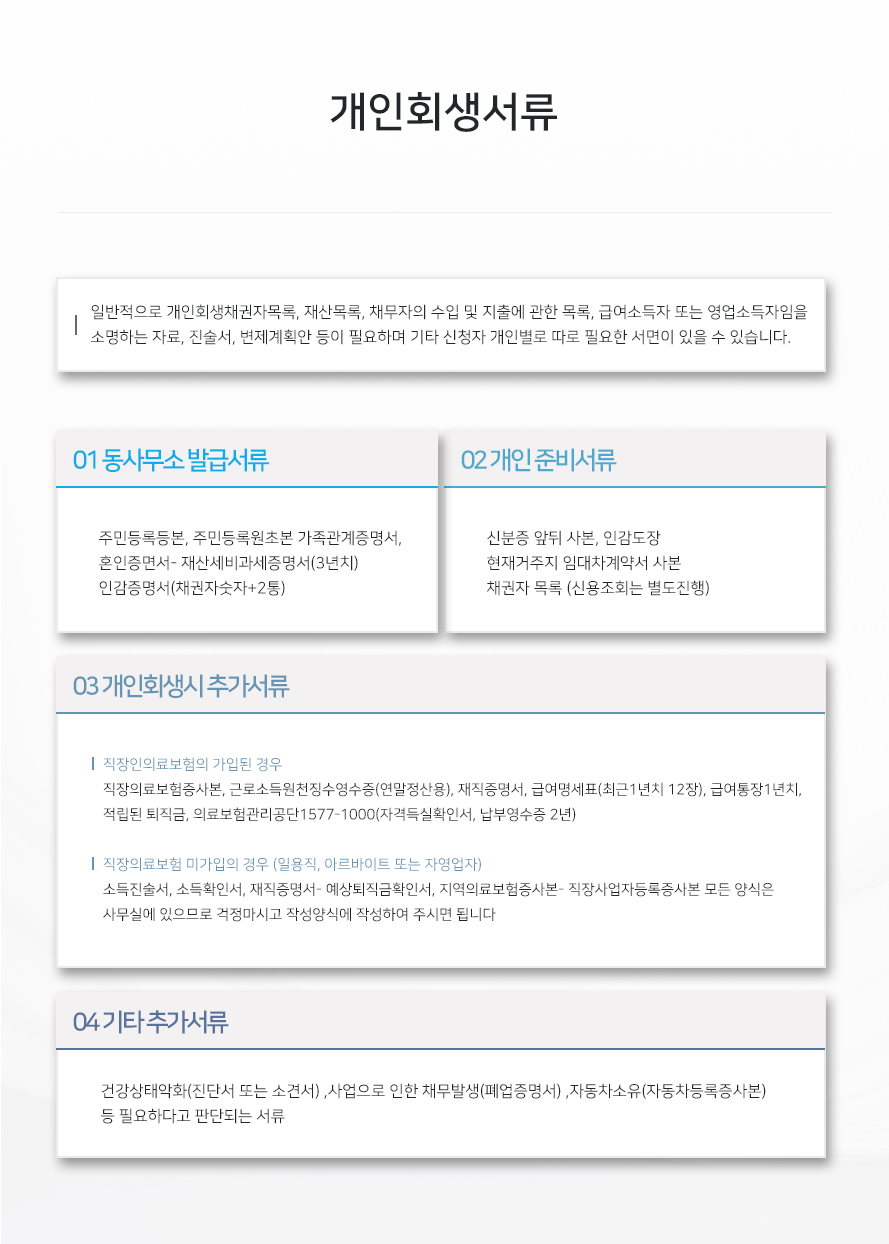 개인회생서류
일반적으로 개인회생채권자목록, 재산목록, 채무자의 수입 및 지출에 관한 목록, 급여소득자 또는 영업소득자임을
소명하는 자료, 진술서, 변제계획안 등이 필요하며 기타 신청자 개인별로 따로 필요한 서면이 있을 수 있습니다.
01 동사무소 발급서류
주민등록등본, 주민등록원초본 가족관계증명서,
혼인증면서- 재산세비과세증명서(3년치)
인감증명서(채권자숫자+2통)
02 개인 준비서류
신분증 앞뒤 사본, 인감도장
현재거주지 임대차계약서 사본
채권자 목록 (신용조회는 별도진행)
03 개인회생시 추가서류
직장인의료보험의 가입된 경우
직장의료보험증사본, 근로소득원천징수영수증(연말정산용), 재직증명서, 급여명세표(최근1년치 12장), 급여통장1년치,
적립된 퇴직금, 의료보험관리공단1577-1000(자격득실확인서, 납부영수증 2년)
직장의료보험 미가입의 경우 (일용직, 아르바이트 또는 자영업자)
소득진술서, 소득확인서, 재직증명서- 예상퇴직금확인서, 지역의료보험증사본- 직장사업자등록증사본 모든 양식은
사무실에 있으므로 걱정마시고 작성양식에 작성하여 주시면 됩니다
04 기타 추가서류
건강상태악화(진단서 또는 소견서) ,사업으로 인한 채무발생(폐업증명서) ,자동차소유(자동차등록증사본)
등 필요하다고 판단되는 서류